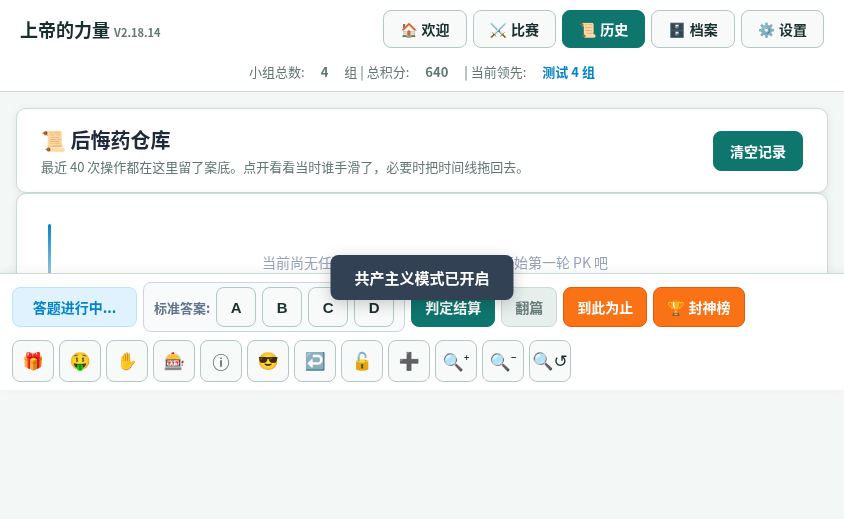 上帝的力量 V2.18.14
🏠 欢迎
⚔️ 比赛
📜 历史
🗄️ 档案
⚙️ 设置
小组总数: 4 组 | 总积分: 640 | 当前领先: 测试 4 组
📜 后悔药仓库
最近 40 次操作都在这里留了案底。点开看看当时谁手滑了，必要时把时间线拖回去。
清空记录
当前尚无任
始第一轮 PK 吧
共产主义模式已开启
答题进行中...
标准答案: A B C D
判定结算
翻篇
到此为止
🏆 封神榜